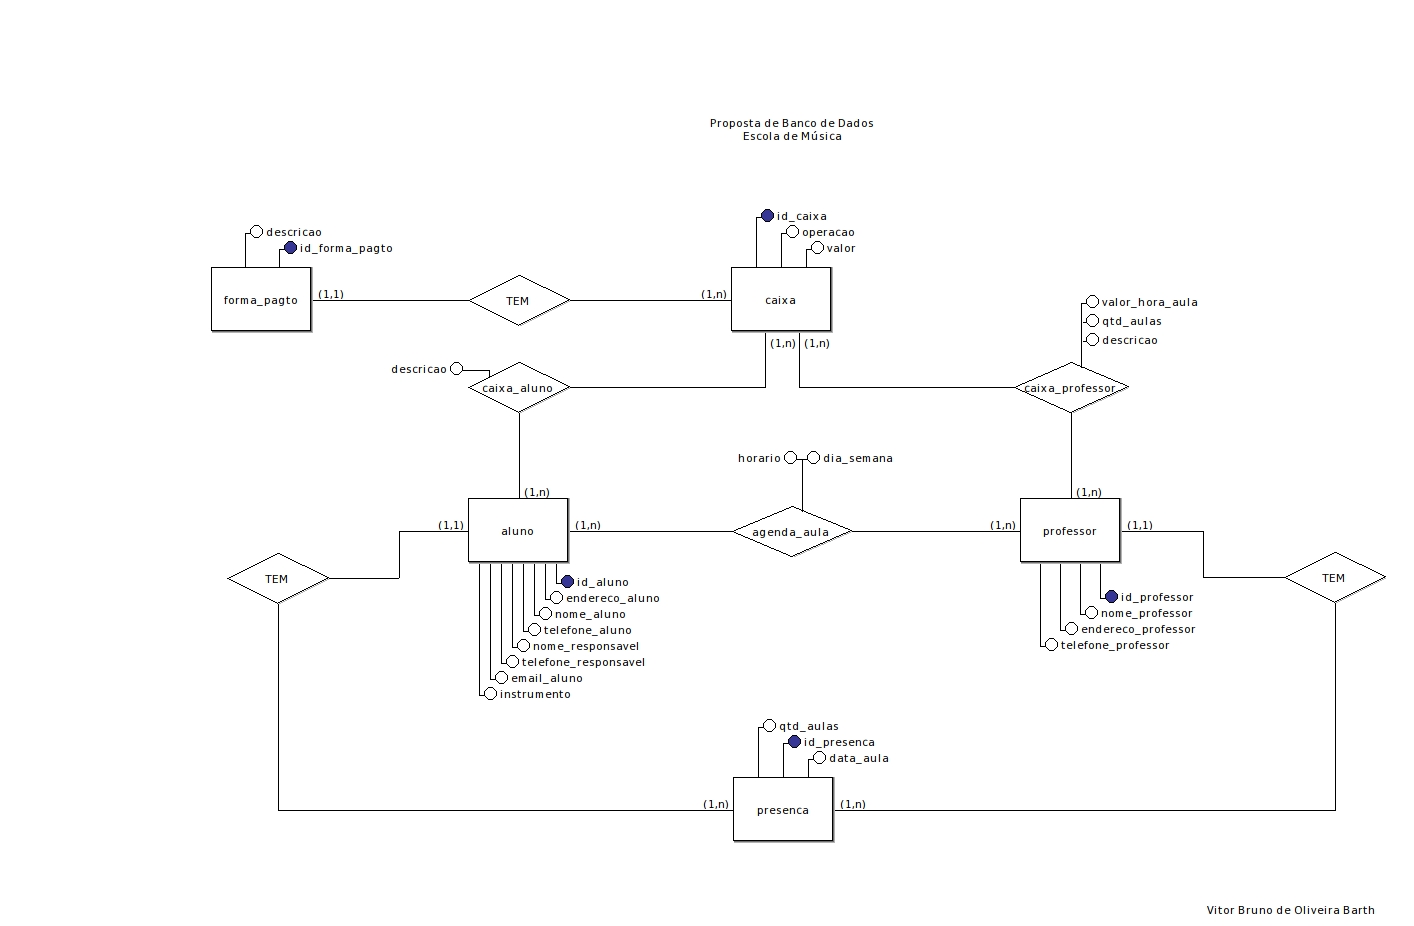 Proposta de Banco de Dados
Escola de Música
id_caixa
descricao
operacao
id_forma_pagto
valor
forma_pagto
(1,1)
TEM
(1,n)
caixa
valor_hora_aula
qtd_aulas
descricao
(1,n)
(1,n)
descricao
caixa_aluno
caixa_professor
horario
dia_semana
(1,n)
(1,n)
(1,1)
aluno
(1,n)
agenda_aula
(1,n)
professor
(1,1)
TEM
TEM
id_aluno
endereco_aluno
nome_aluno
telefone_aluno
nome_responsavel
telefone_responsavel
email_aluno
instrumento
id_professor
nome_professor
endereco_professor
telefone_professor
qtd_aulas
id_presenca
data_aula
(1,n)
presenca
(1,n)
Vitor Bruno de Oliveira Barth